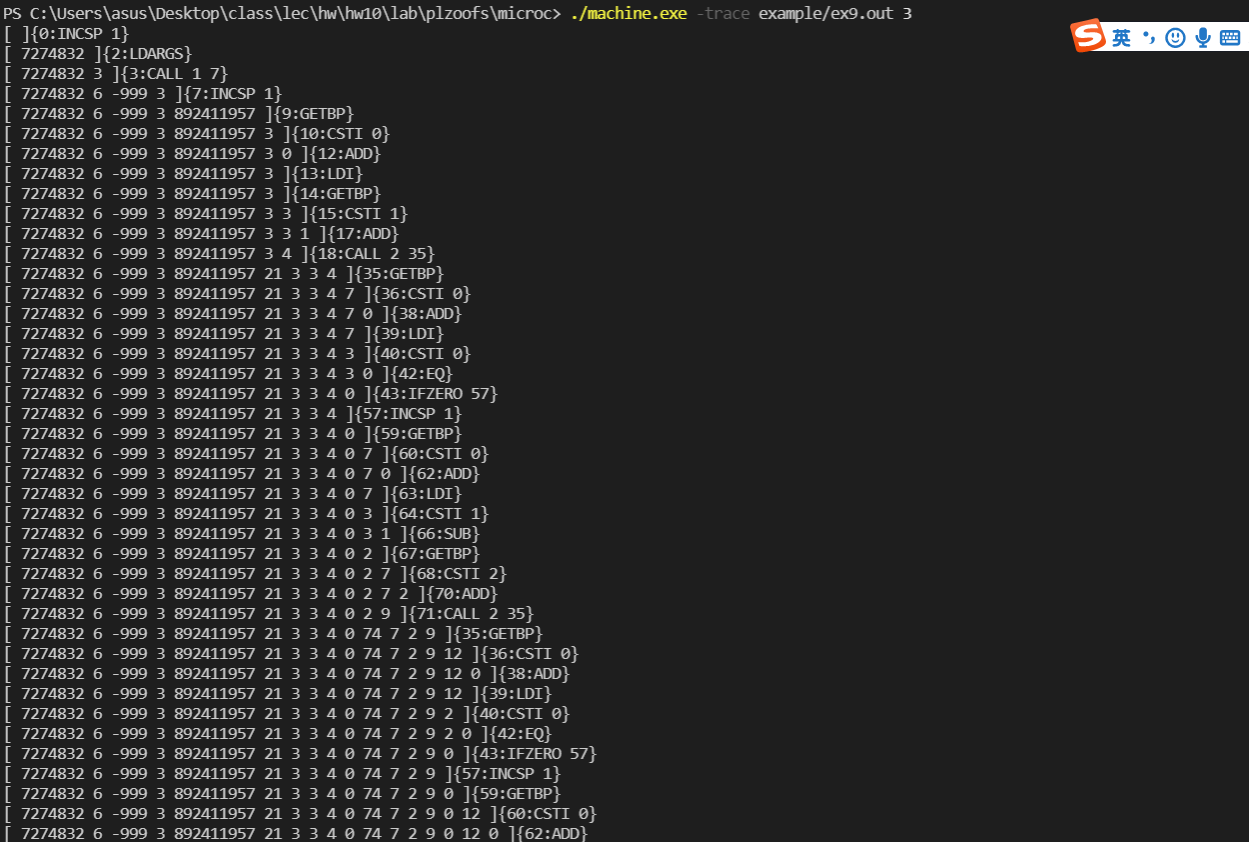 PS C:\Users\asus\Desktop\class\lec\hw\hw10\lab\plzoofs\microc> ./machine.exe -trace example/ex9.out 3
[ ]{0:INCSP 1}
[ 7274832 ]{2:LDARGS}
[ 7274832 3 ]{3:CALL 1 7}
[ 7274832 6 -999 3 ]{7:INCSP 1}
[ 7274832 6 -999 3 892411957 ]{9:GETBP}
[ 7274832 6 -999 3 892411957 3 ]{10:CSTI 0}
[ 7274832 6 -999 3 892411957 3 0 ]{12:ADD}
[ 7274832 6 -999 3 892411957 3 ]{13:LDI}
[ 7274832 6 -999 3 892411957 3 ]{14:GETBP}
[ 7274832 6 -999 3 892411957 3 3 ]{15:CSTI 1}
[ 7274832 6 -999 3 892411957 3 3 1 ]{17:ADD}
[ 7274832 6 -999 3 892411957 3 4 ]{18:CALL 2 35}
[ 7274832 6 -999 3 892411957 21 3 3 4 ]{35:GETBP}
[ 7274832 6 -999 3 892411957 21 3 3 4 7 ]{36:CSTI 0}
[ 7274832 6 -999 3 892411957 21 3 3 4 7 0 ]{38:ADD}
[ 7274832 6 -999 3 892411957 21 3 3 4 7 ]{39:LDI}
[ 7274832 6 -999 3 892411957 21 3 3 4 3 ]{40:CSTI 0}
[ 7274832 6 -999 3 892411957 21 3 3 4 3 0 ]{42:EQ}
[ 7274832 6 -999 3 892411957 21 3 3 4 0 ]{43:IFZERO 57}
[ 7274832 6 -999 3 892411957 21 3 3 4 ]{57:INCSP 1}
[ 7274832 6 -999 3 892411957 21 3 3 4 0 ]{59:GETBP}
[ 7274832 6 -999 3 892411957 21 3 3 4 0 7 ]{60:CSTI 0}
[ 7274832 6 -999 3 892411957 21 3 3 4 0 7 0 ]{62:ADD}
[ 7274832 6 -999 3 892411957 21 3 3 4 0 7 ]{63:LDI}
[ 7274832 6 -999 3 892411957 21 3 3 4 0 3 ]{64:CSTI 1}
[ 7274832 6 -999 3 892411957 21 3 3 4 0 3 1 ]{66:SUB}
[ 7274832 6 -999 3 892411957 21 3 3 4 0 2 ]{67:GETBP}
[ 7274832 6 -999 3 892411957 21 3 3 4 0 2 7 ]{68:CSTI 2}
[ 7274832 6 -999 3 892411957 21 3 3 4 0 2 7 2 ]{70:ADD}
[ 7274832 6 -999 3 892411957 21 3 3 4 0 2 9 ]{71:CALL 2 35}
[ 7274832 6 -999 3 892411957 21 3 3 4 0 74 7 2 9 ]{35:GETBP}
[ 7274832 6 -999 3 892411957 21 3 3 4 0 74 7 2 9 12 ]{36:CSTI 0}
[ 7274832 6 -999 3 892411957 21 3 3 4 0 74 7 2 9 12 0 ]{38:ADD}
[ 7274832 6 -999 3 892411957 21 3 3 4 0 74 7 2 9 12 ]{39:LDI}
[ 7274832 6 -999 3 892411957 21 3 3 4 0 74 7 2 9 2 ]{40:CSTI 0}
[ 7274832 6 -999 3 892411957 21 3 3 4 0 74 7 2 9 2 0 ]{42:EQ}
[ 7274832 6 -999 3 892411957 21 3 3 4 0 74 7 2 9 0 ]{43:IFZERO 57}
[ 7274832 6 -999 3 892411957 21 3 3 4 0 74 7 2 9 ]{57:INCSP 1}
[ 7274832 6 -999 3 892411957 21 3 3 4 0 74 7 2 9 0 ]{59:GETBP}
[ 7274832 6 -999 3 892411957 21 3 3 4 0 74 7 2 9 0 12 ]{60:CSTI 0}
[ 7274832 6 -999 3 892411957 21 3 3 4 0 74 7 2 9 0 12 0 ]{62:ADD}
S 英